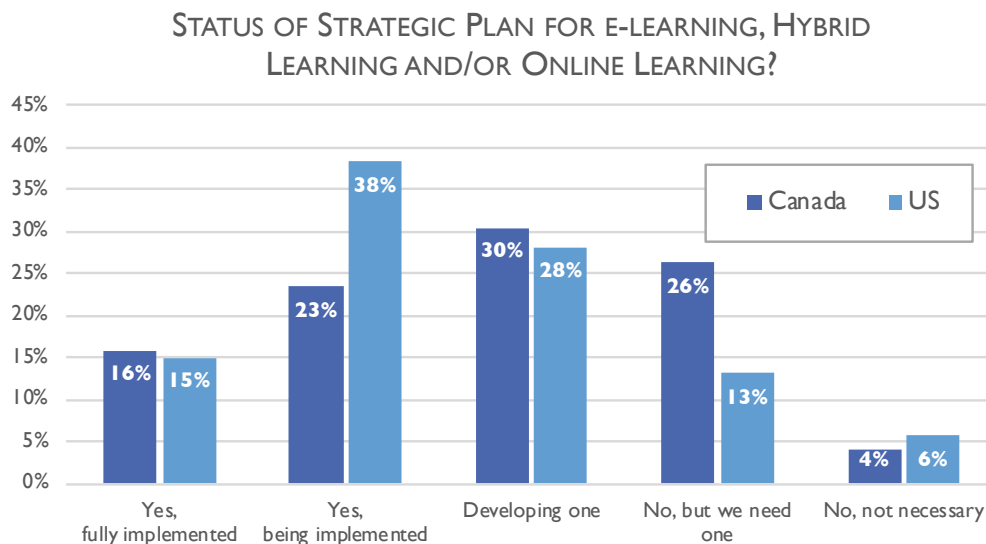 STATUS OF STRATEGIC PLAN FOR E-LEARNING, HYBRID
LEARNING AND/OR ONLINE LEARNING?
45%
40%
35%
30%
25%
20%
15%
10%
5%
0%
Canada
US
16%
15%
23%
38%
30%
28%
26%
13%
4%
6%
Yes,
fully implemented
Yes,
being implemented
Developing one
No, but we need
one
No, not necessary